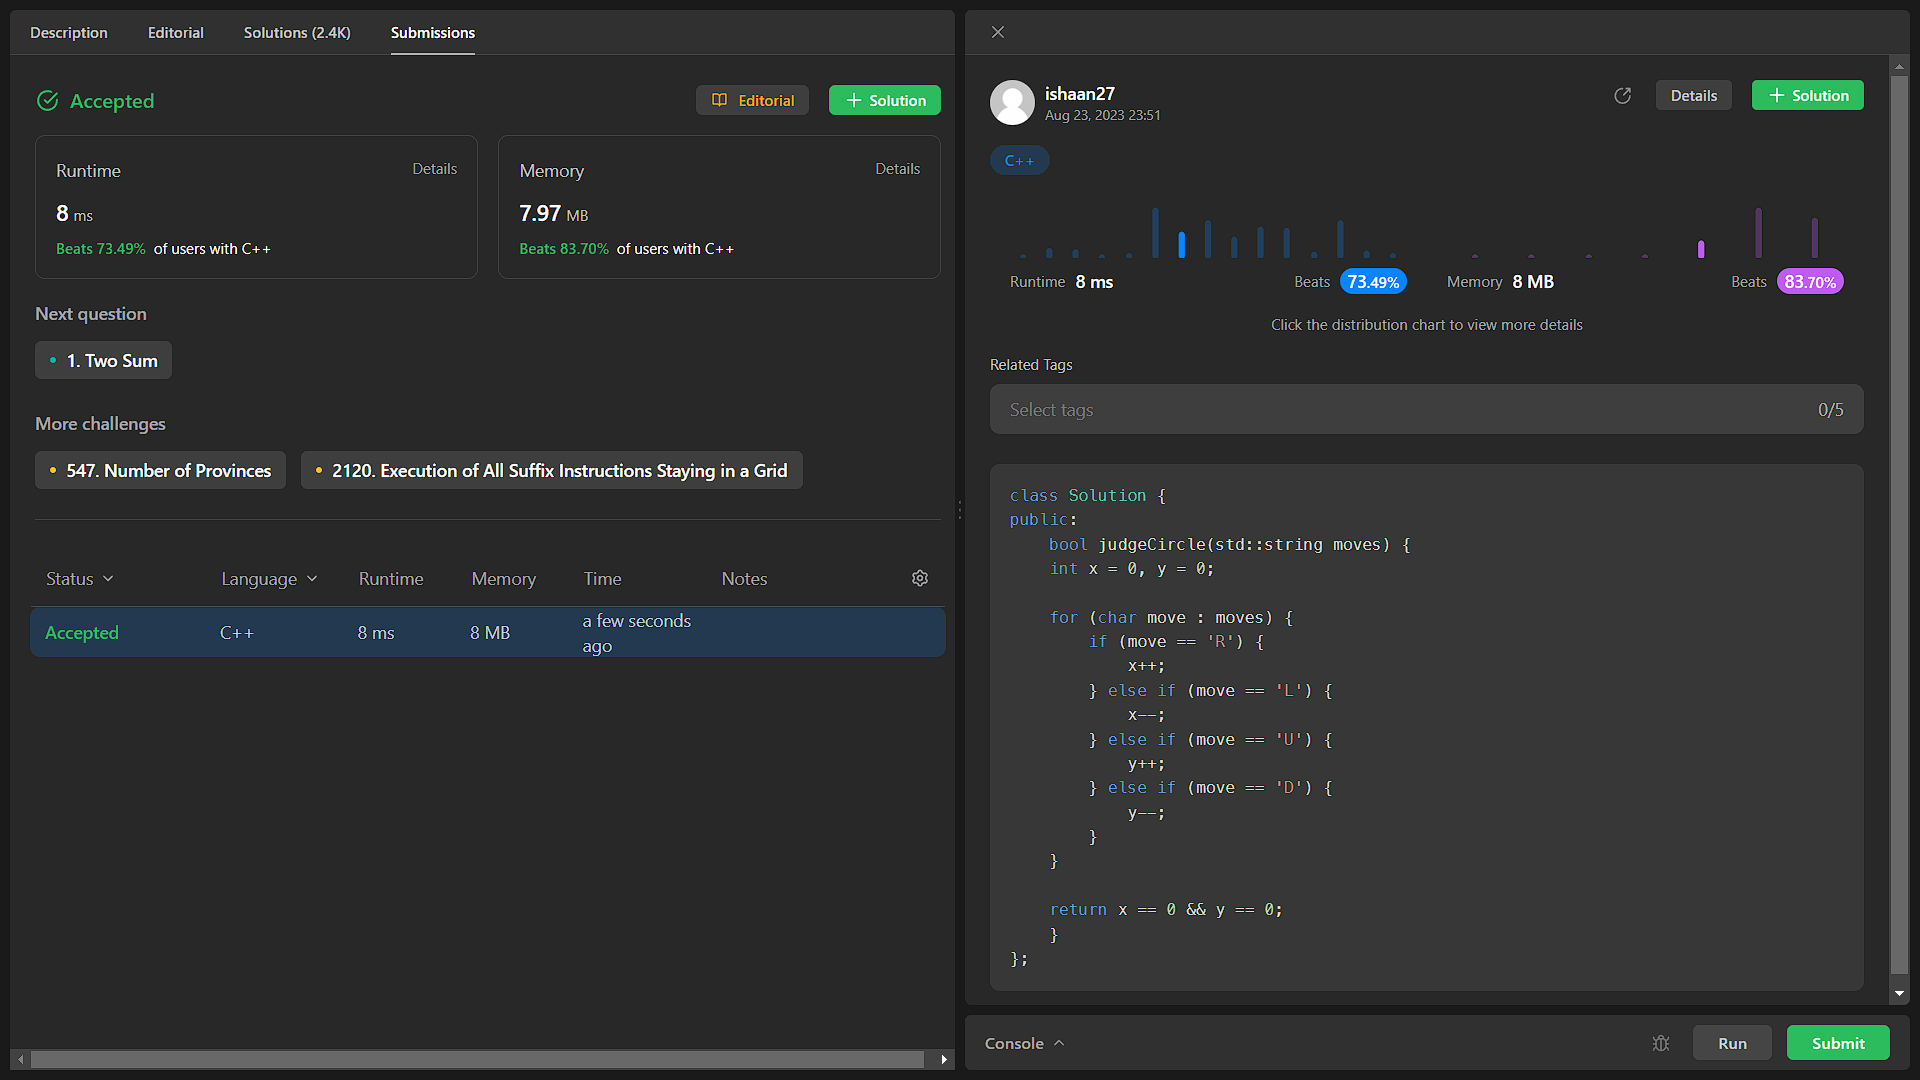 Description Editorial Solutions (2.4K) Submissions
Accepted
Editorial
Solution
Runtime Details
8 ms
Beats 73.49% of users with C++
Memory Details
7.97 MB
Beats 83.70% of users with C++
Next question
1. Two Sum
More challenges
547. Number of Provinces
2120. Execution of All Suffix Instructions Staying in a Grid
Status Language Runtime Memory Time Notes
Accepted C++ 8 ms 8 MB a few seconds
ago
ishaan27
Aug 23, 2023 23:51
Details
Solution
C++
Runtime 8 ms Beats 73.49% Memory 8 MB Beats 83.70%
Click the distribution chart to view more details
Related Tags
Select tags 0/5
class Solution {
public:
    bool judgeCircle(std::string moves) {
    int x = 0, y = 0;

    for (char move : moves) {
        if (move == 'R') {
            x++;
        } else if (move == 'L') {
            x--;
        } else if (move == 'U') {
            y++;
        } else if (move == 'D') {
            y--;
        }
    }

    return x == 0 && y == 0;
    }
};
Console Run Submit